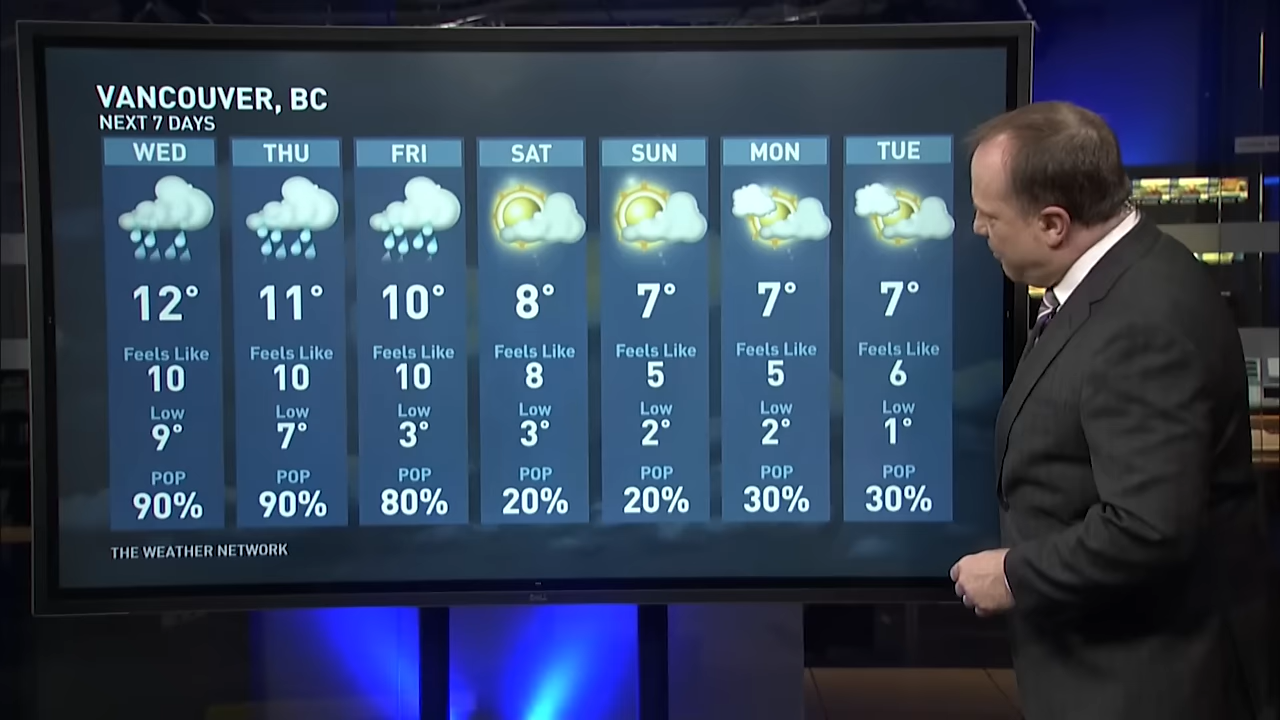 VANCOUVER, BC
NEXT 7 DAYS
WED THU FRI SAT SUN MON TUE
12° 11° 10° 8° 7° 7° 7°
Feels Like Feels Like Feels Like Feels Like Feels Like Feels Like Feels Like
10 10 10 8 5 5 6
Low Low Low Low Low Low Low
9° 7° 3° 3° 2° 2° 1°
POP POP POP POP POP POP POP
90% 90% 80% 20% 20% 30% 30%
THE WEATHER NETWORK
DELL